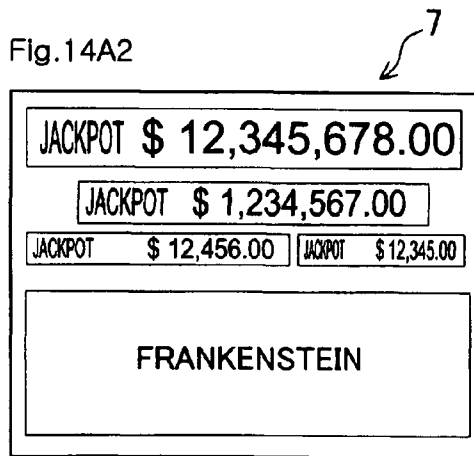 7
Fig.14A2
JACKPOT $ 12,345,678.00
JACKPOT $ 1,234,567.00
JACKPOT $ 12,456.00 JACKPOT $ 12,345.00
FRANKENSTEIN